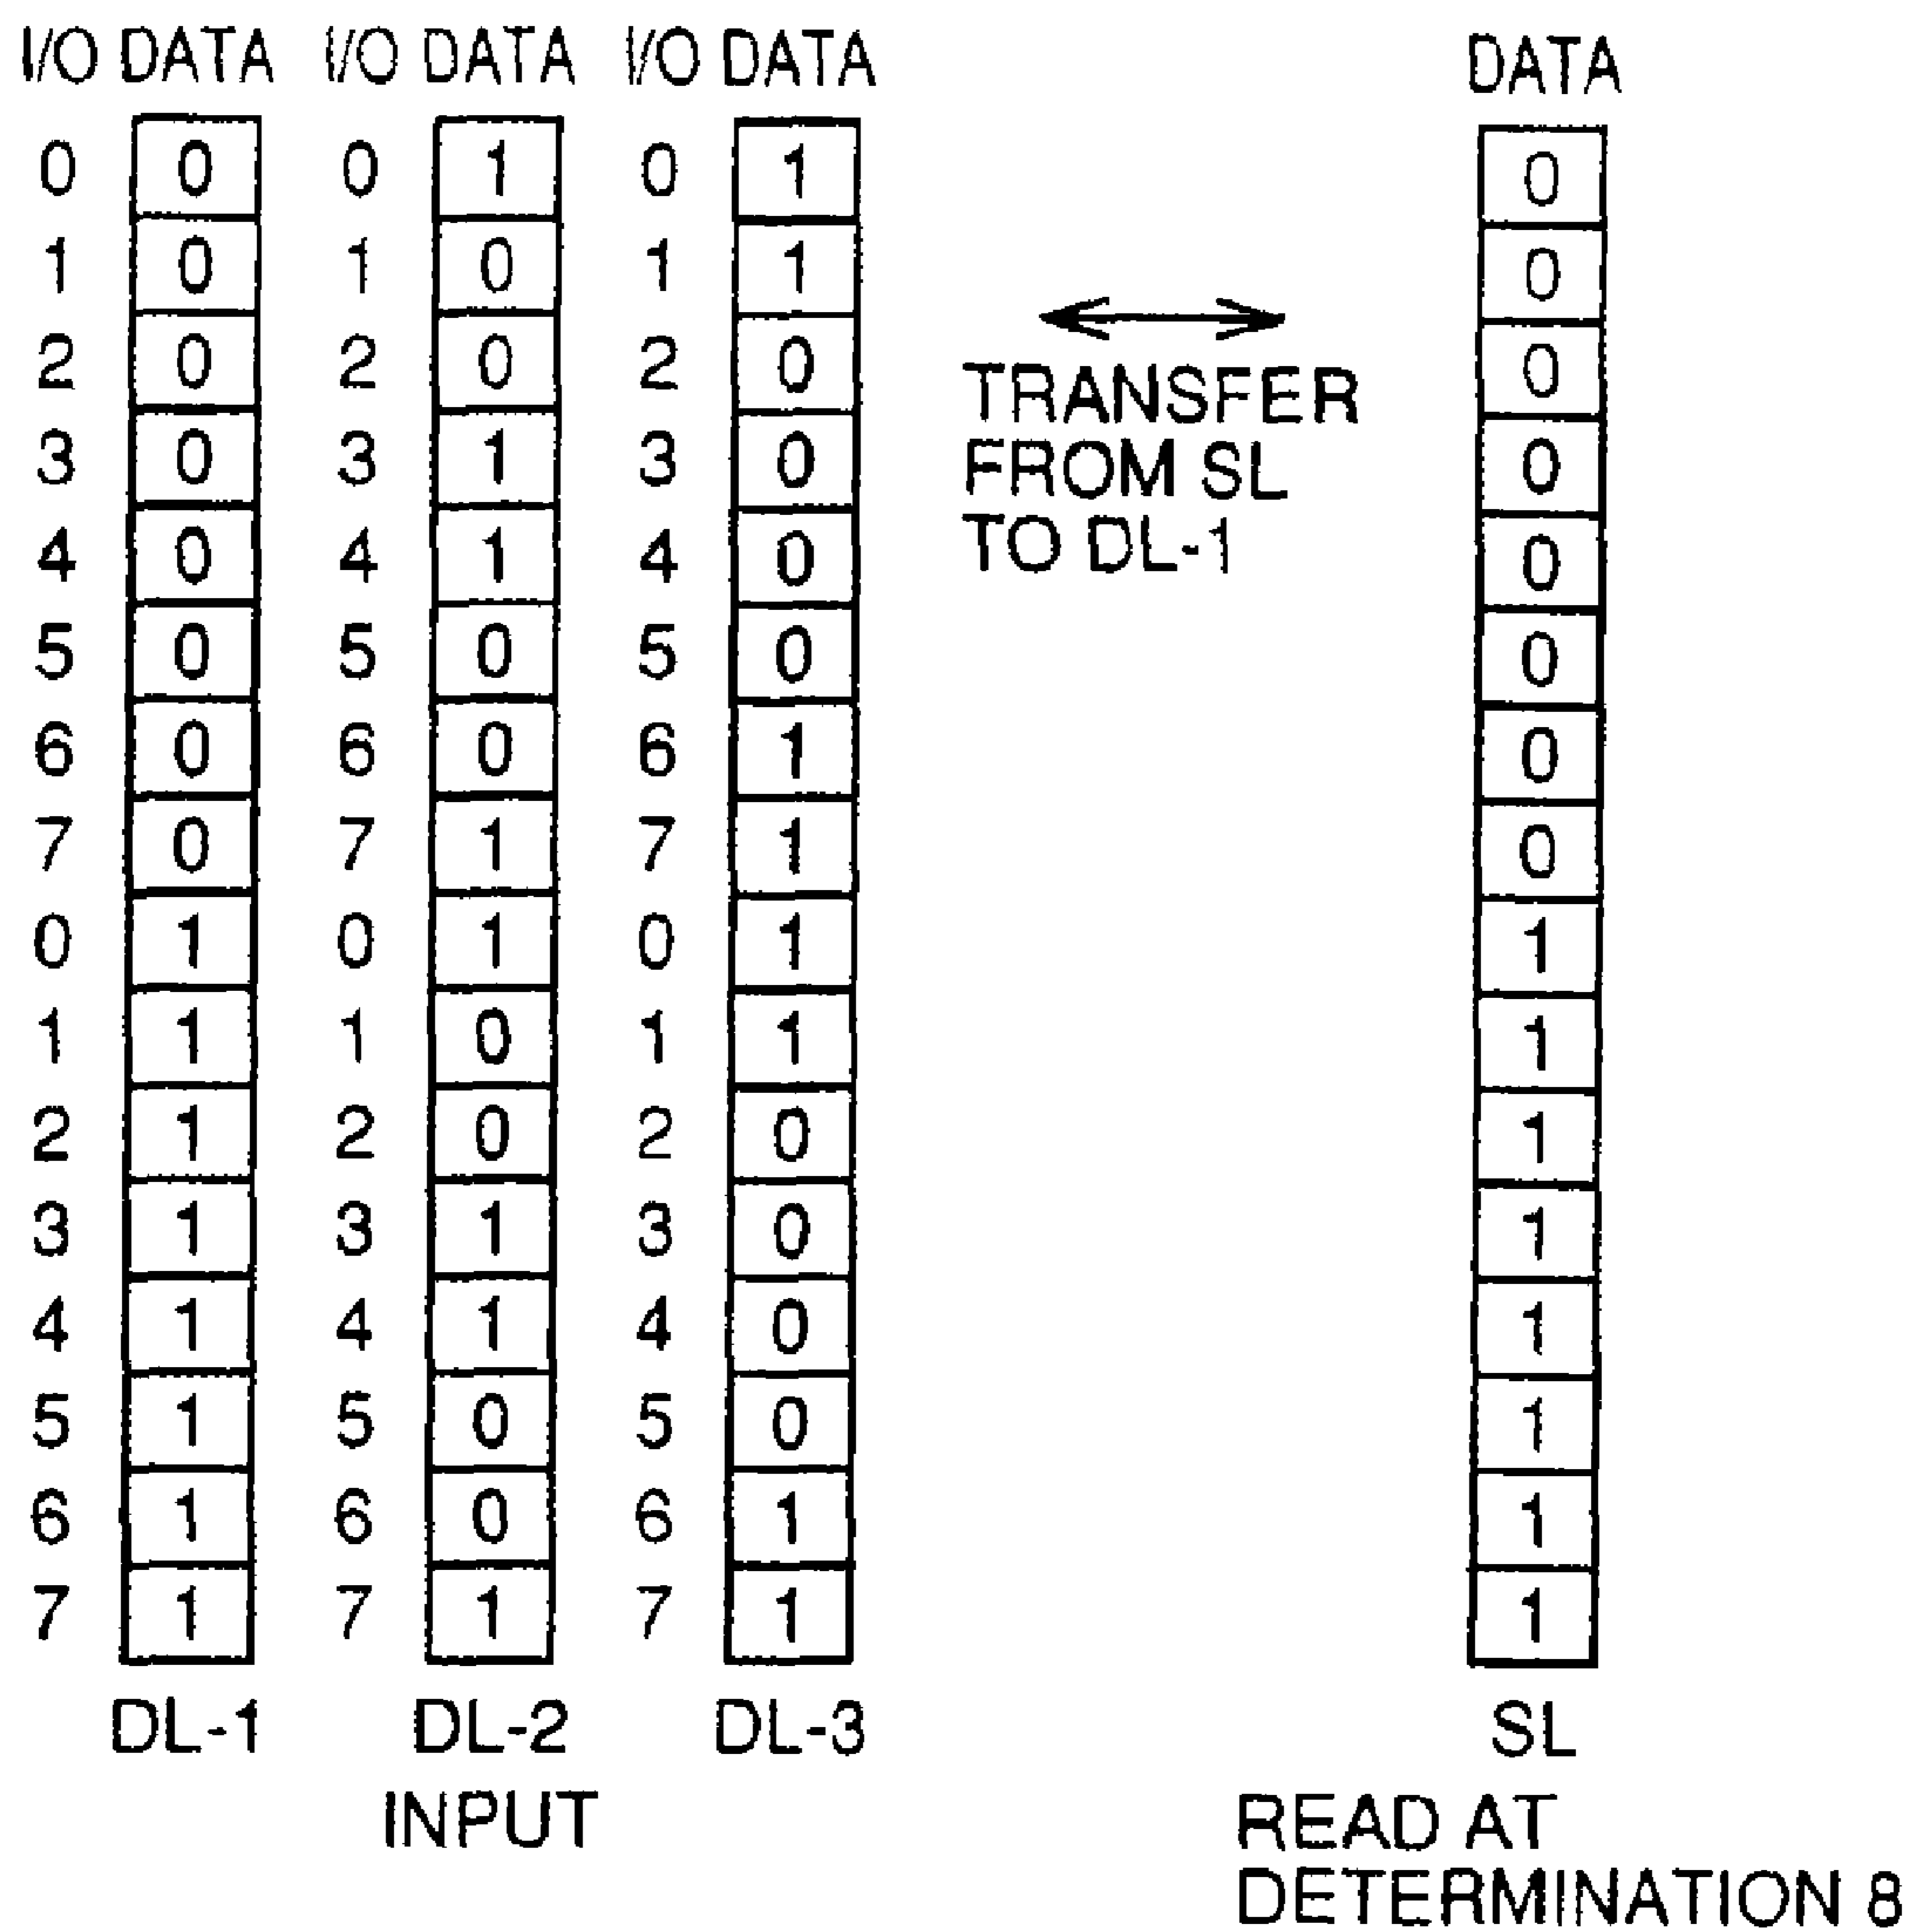 I/O DATA I/O DATA I/O DATA DATA
0 0 0 1 0 1 0
1 0 1 0 1 1 0
2 0 2 0 2 0 0
3 0 3 1 3 0 0
4 0 4 1 4 0 0
5 0 5 0 5 0 0
6 0 6 0 6 1 0
7 0 7 1 7 1 0
0 1 0 1 0 1 1
1 1 1 0 1 1 1
2 1 2 0 2 0 1
3 1 3 1 3 0 1
4 1 4 1 4 0 1
5 1 5 0 5 0 1
6 1 6 0 6 1 1
7 1 7 1 7 1 1
TRANSFER
FROM SL
TO DL-1
DL-1 DL-2 DL-3 SL
INPUT
READ AT
DETERMINATION 8